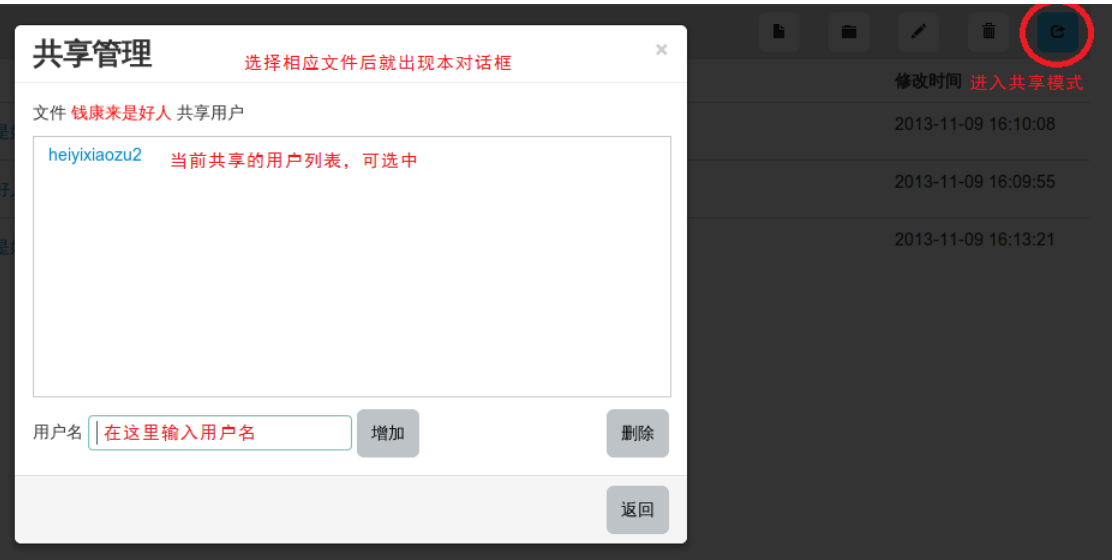 共享管理
选择相应文件后就出现本对话框
×
修改时间 进入共享模式
文件 钱康来是好人 共享用户
2013-11-09 16:10:08
heiyixiaozu2 当前共享的用户列表，可选中
2013-11-09 16:09:55
2013-11-09 16:13:21
用户名 在这里输入用户名 增加 删除
返回